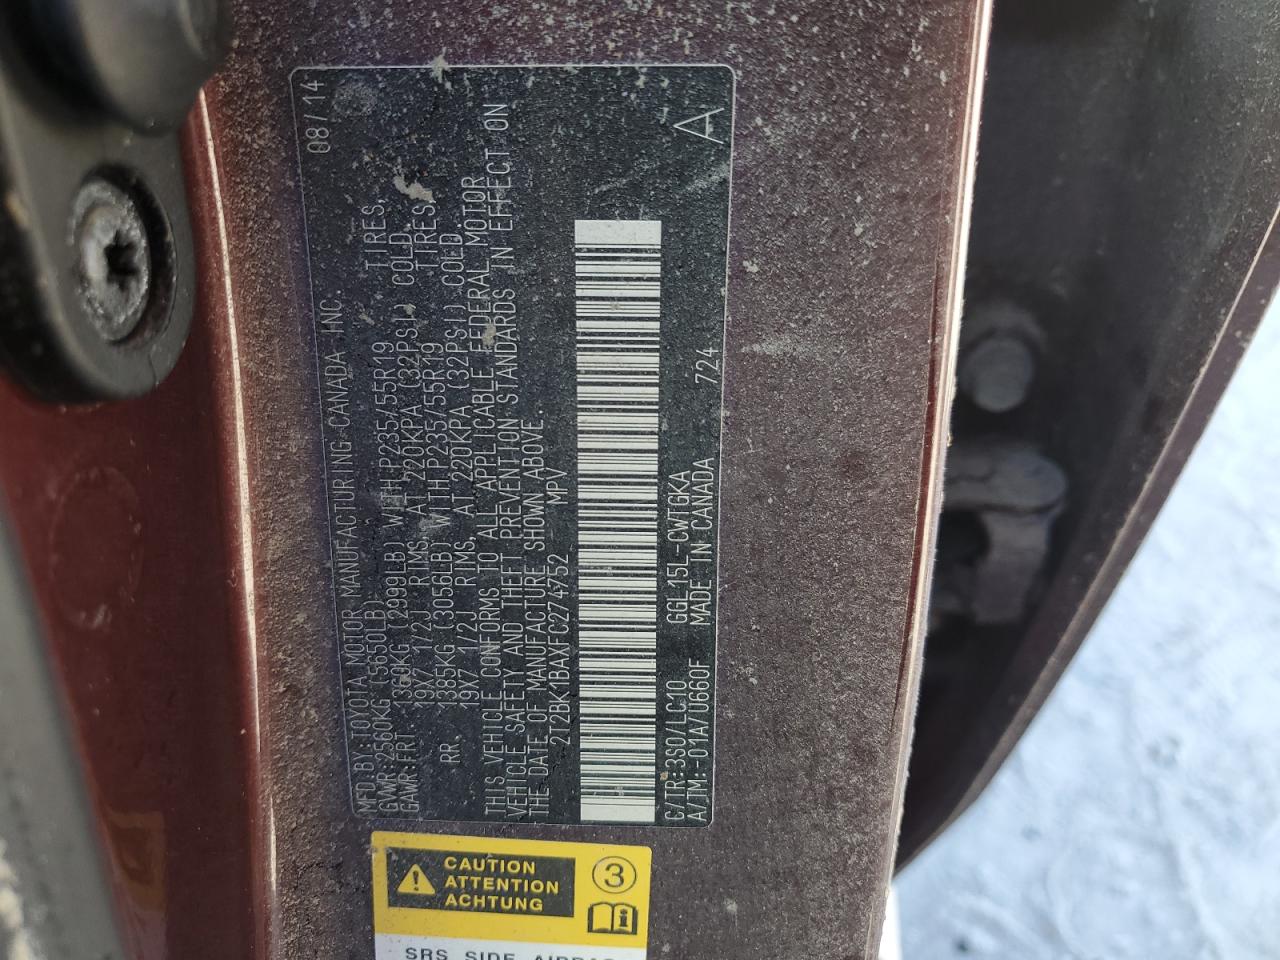 MFD.BY:TOYOTA MOTOR MANUFACTURING CANADA INC. 08/14
GVWR:2560KG (5650LB)
GAWR:FRT. 1360KG (2999LB) WITH P235/55R19 TIRES,
19X7 1/2J RIMS, AT 220KPA (32PSI) COLD.
RR. 1385KG (3056LB) WITH P235/55R19 TIRES
19X7 1/2J RIMS, AT 220KPA (32PSI) COLD.
THIS VEHICLE CONFORMS TO ALL APPLICABLE FEDERAL MOTOR
VEHICLE SAFETY AND THEFT PREVENTION STANDARDS IN EFFECT ON
THE DATE OF MANUFACTURE SHOWN ABOVE.
2T2BK1BAXFC274752 MPV
C/TR:3S0/LC10 GGL15L-CWTGKA
A/TM:-01A/U660F MADE IN CANADA 724 A
CAUTION
ATTENTION
ACHTUNG
3
SRS SIDE AIRBAG